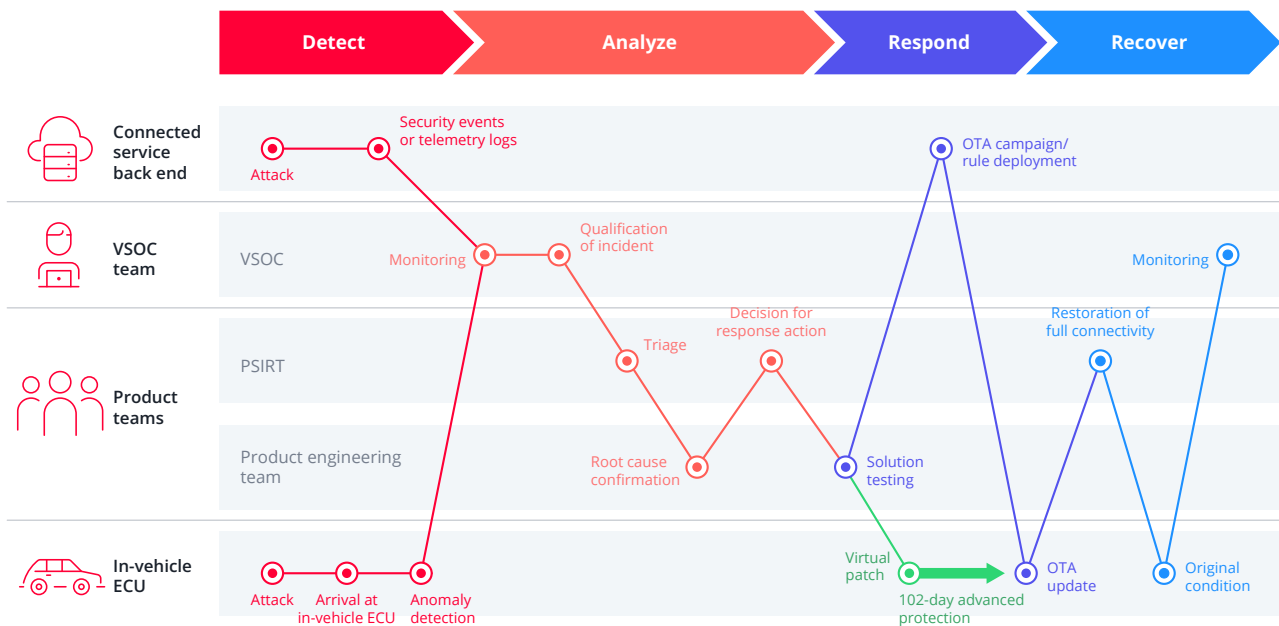 Detect
Analyze
Respond
Recover
Connected
service
back end
Security events
or telemetry logs
Attack
OTA campaign/
rule deployment
VSOC
team
VSOC
Monitoring
Qualification
of incident
Monitoring
Product
teams
PSIRT
Triage
Decision for
response action
Restoration of
full connectivity
Product engineering
team
Root cause
confirmation
Solution
testing
In-vehicle
ECU
Attack
Arrival at
in-vehicle ECU
Anomaly
detection
Virtual
patch
102-day advanced
protection
OTA
update
Original
condition